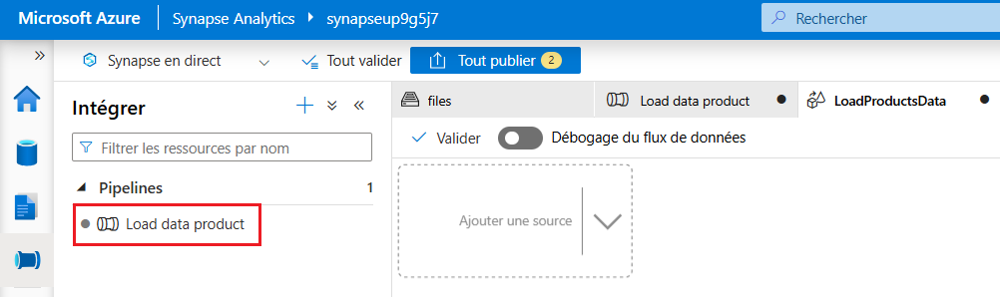 Microsoft Azure Synapse Analytics synapseup9g5j7 Rechercher
Synapse en direct Tout valider Tout publier 2
Intégrer
files Load data product LoadProductsData
Valider Débogage du flux de données
Filtrer les ressources par nom
Pipelines 1
Load data product
Ajouter une source